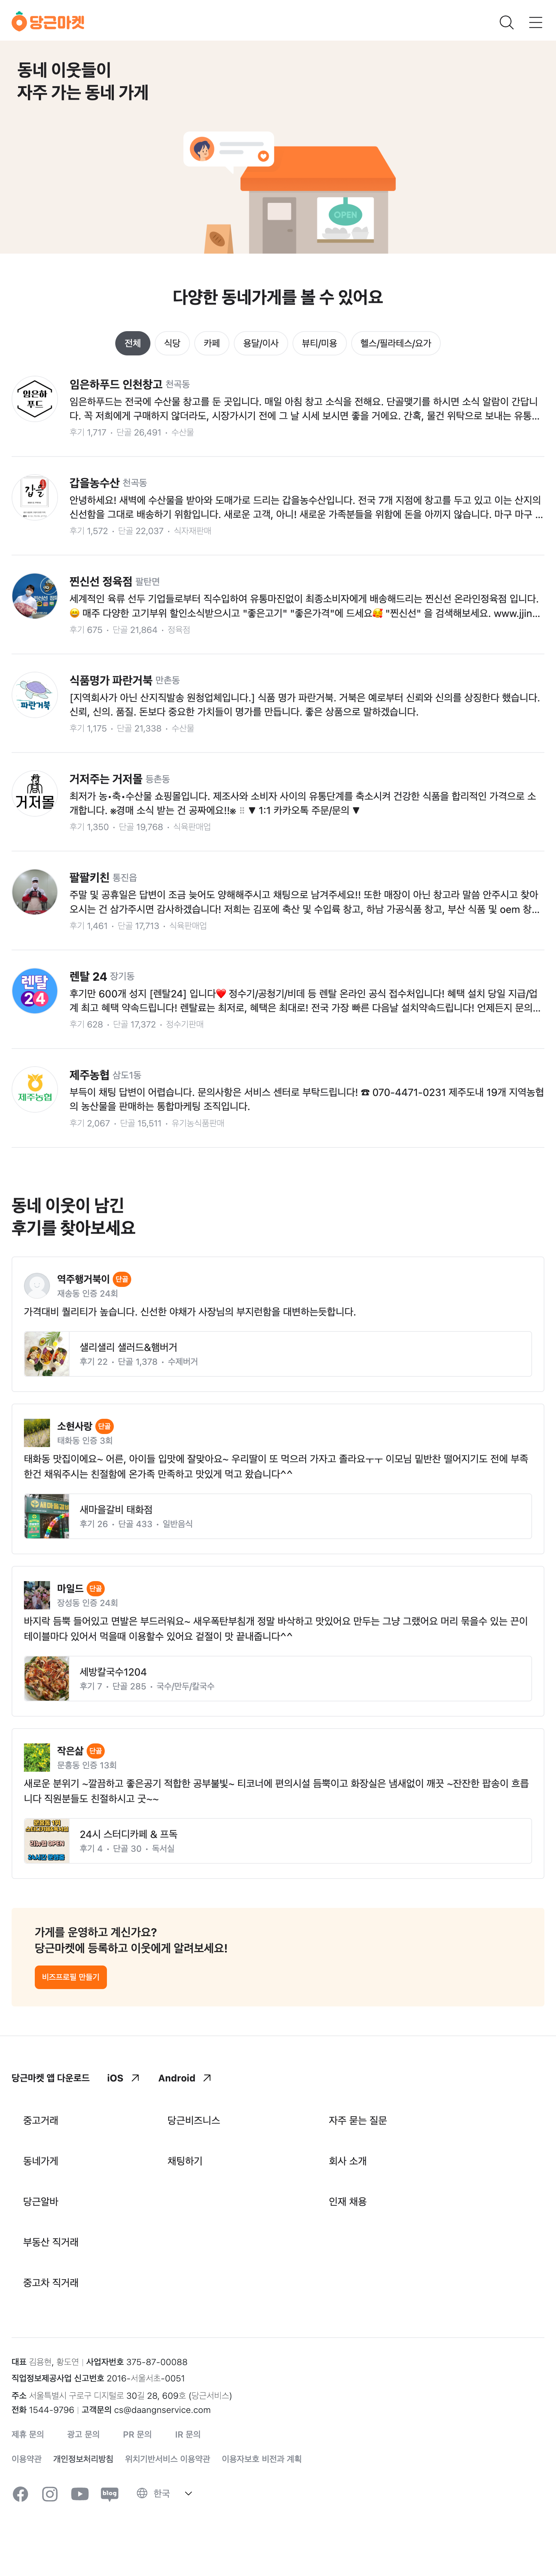 당근마켓
동네 이웃들이
자주 가는 동네 가게
OPEN
다양한 동네가게를 볼 수 있어요
전체
식당
카페
용달/이사
뷰티/미용
헬스/필라테스/요가
임은하
푸드
임은하푸드 인천창고 천곡동
임은하푸드는 전국에 수산물 창고를 둔 곳입니다. 매일 아침 창고 소식을 전해요. 단골맺기를 하시면 소식 알람이 간답니
다. 꼭 저희에게 구매하지 않더라도, 시장가시기 전에 그 날 시세 보시면 좋을 거에요. 간혹, 물건 위탁으로 보내는 유통...
후기 1,717 · 단골 26,491 · 수산물
갑을
갑을농수산 천곡동
안녕하세요! 새벽에 수산물을 받아와 도매가로 드리는 갑을농수산입니다. 전국 7개 지점에 창고를 두고 있고 이는 산지의
신선함을 그대로 배송하기 위함입니다. 새로운 고객, 아니! 새로운 가족분들을 위함에 돈을 아끼지 않습니다. 마구 마구 ...
후기 1,572 · 단골 22,037 · 식자재판매
찐신선 정육점 팔탄면
세계적인 육류 선두 기업들로부터 직수입하여 유통마진없이 최종소비자에게 배송해드리는 찐신선 온라인정육점 입니다.
😄 매주 다양한 고기부위 할인소식받으시고 "좋은고기" "좋은가격"에 드세요🥰 "찐신선" 을 검색해보세요. www.jjin...
후기 675 · 단골 21,864 · 정육점
파란거북
식품명가 파란거북 만촌동
[지역회사가 아닌 산지직발송 원청업체입니다.] 식품 명가 파란거북. 거북은 예로부터 신뢰와 신의를 상징한다 했습니다.
신뢰, 신의. 품질. 돈보다 중요한 가치들이 명가를 만듭니다. 좋은 상품으로 말하겠습니다.
후기 1,175 · 단골 21,338 · 수산물
거저몰
거저주는 거저몰 등촌동
최저가 농•축•수산물 쇼핑몰입니다. 제조와 소비자 사이의 유통단계를 축소시켜 건강한 식품을 합리적인 가격으로 소
개합니다. ※경매 소식 받는 건 공짜에요!!※ ⠿ ▼ 1:1 카카오톡 주문/문의 ▼
후기 1,350 · 단골 19,768 · 식육판매업
팔팔키친 통진읍
주말 및 공휴일은 답변이 조금 늦어도 양해해주시고 채팅으로 남겨주세요!! 또한 매장이 아닌 창고라 말씀 안주시고 찾아
오시는 건 삼가주시면 감사하겠습니다! 저희는 김포에 축산 및 수입륙 창고, 하남 가공식품 창고, 부산 식품 및 oem 창...
후기 1,461 · 단골 17,713 · 식육판매업
렌탈
24
렌탈 24 장기동
후기만 600개 성지 [렌탈24] 입니다❤️ 정수기/공청기/비데 등 렌탈 온라인 공식 접수처입니다! 혜택 설치 당일 지급/업
계 최고 혜택 약속드립니다! 렌탈료는 최저로, 혜택은 최대로! 전국 가장 빠른 다음날 설치약속드립니다! 언제든지 문의...
후기 628 · 단골 17,372 · 정수기판매
제주농협
제주농협 삼도1동
부득이 채팅 답변이 어렵습니다. 문의사항은 서비스 센터로 부탁드립니다! ☎ 070-4471-0231 제주도내 19개 지역농협
의 농산물을 판매하는 통합마케팅 조직입니다.
후기 2,067 · 단골 15,511 · 유기농식품판매
동네 이웃이 남긴
후기를 찾아보세요
역주행거북이 단골
재송동 인증 24회
가격대비 퀄리티가 높습니다. 신선한 야채가 사장님의 부지런함을 대변하는듯합니다.
샐리샐리 샐러드&햄버거
후기 22 · 단골 1,378 · 수제버거
소현사랑 단골
태화동 인증 3회
태화동 맛집이에요~ 어른, 아이들 입맛에 잘맞아요~ 우리딸이 또 먹으러 가자고 졸라요ㅜㅜ 이모님 밑반찬 떨어지기도 전에 부족
한건 채워주시는 친절함에 온가족 만족하고 맛있게 먹고 왔습니다^^
새마을갈비
새마을갈비 태화점
후기 26 · 단골 433 · 일반음식
마일드 단골
장성동 인증 24회
바지락 듬뿍 들어있고 면발은 부드러워요~ 새우폭탄부침개 정말 바삭하고 맛있어요 만두는 그냥 그랬어요 머리 묶을수 있는 끈이
테이블마다 있어서 먹을때 이용할수 있어요 겉절이 맛 끝내줍니다^^
세방칼국수1204
후기 7 · 단골 285 · 국수/만두/칼국수
작은삶 단골
문흥동 인증 13회
새로운 분위기 ~깔끔하고 좋은공기 적합한 공부불빛~ 티코너에 편의시설 듬뿍이고 화장실은 냄새없이 깨끗 ~잔잔한 팝송이 흐릅
니다 직원분들도 친절하시고 굿~~
24시 스터디카페 & 프독
후기 4 · 단골 30 · 독서실
가게를 운영하고 계신가요?
당근마켓에 등록하고 이웃에게 알려보세요!
비즈프로필 만들기
당근마켓 앱 다운로드
iOS
Android
중고거래
당근비즈니스
자주 묻는 질문
동네가게
채팅하기
회사 소개
당근알바
인재 채용
부동산 직거래
중고차 직거래
대표 김용현, 황도연 | 사업자번호 375-87-00088
직업정보제공사업 신고번호 2016-서울서초-0051
주소 서울특별시 구로구 디지털로 30길 28, 609호 (당근서비스)
전화 1544-9796 | 고객문의 cs@daangnservice.com
제휴 문의
광고 문의
PR 문의
IR 문의
이용약관
개인정보처리방침
위치기반서비스 이용약관
이용자보호 비전과 계획
blog
한국